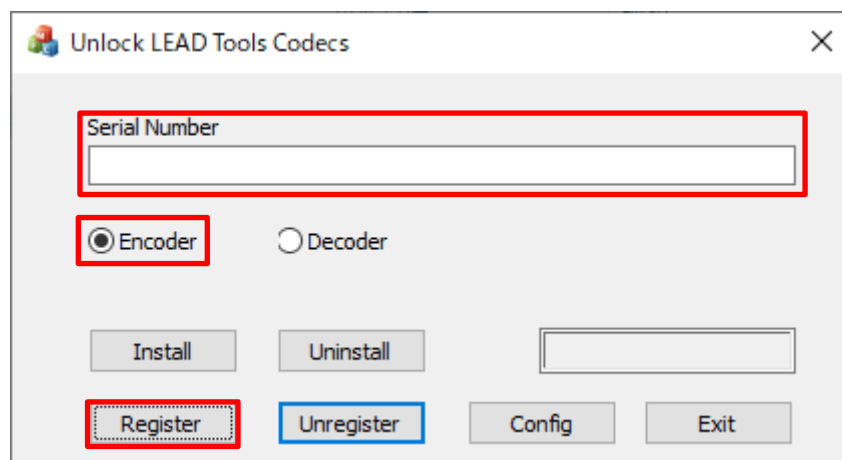 Unlock LEAD Tools Codecs
Serial Number
Encoder Decoder
Install Uninstall
Register Unregister Config Exit